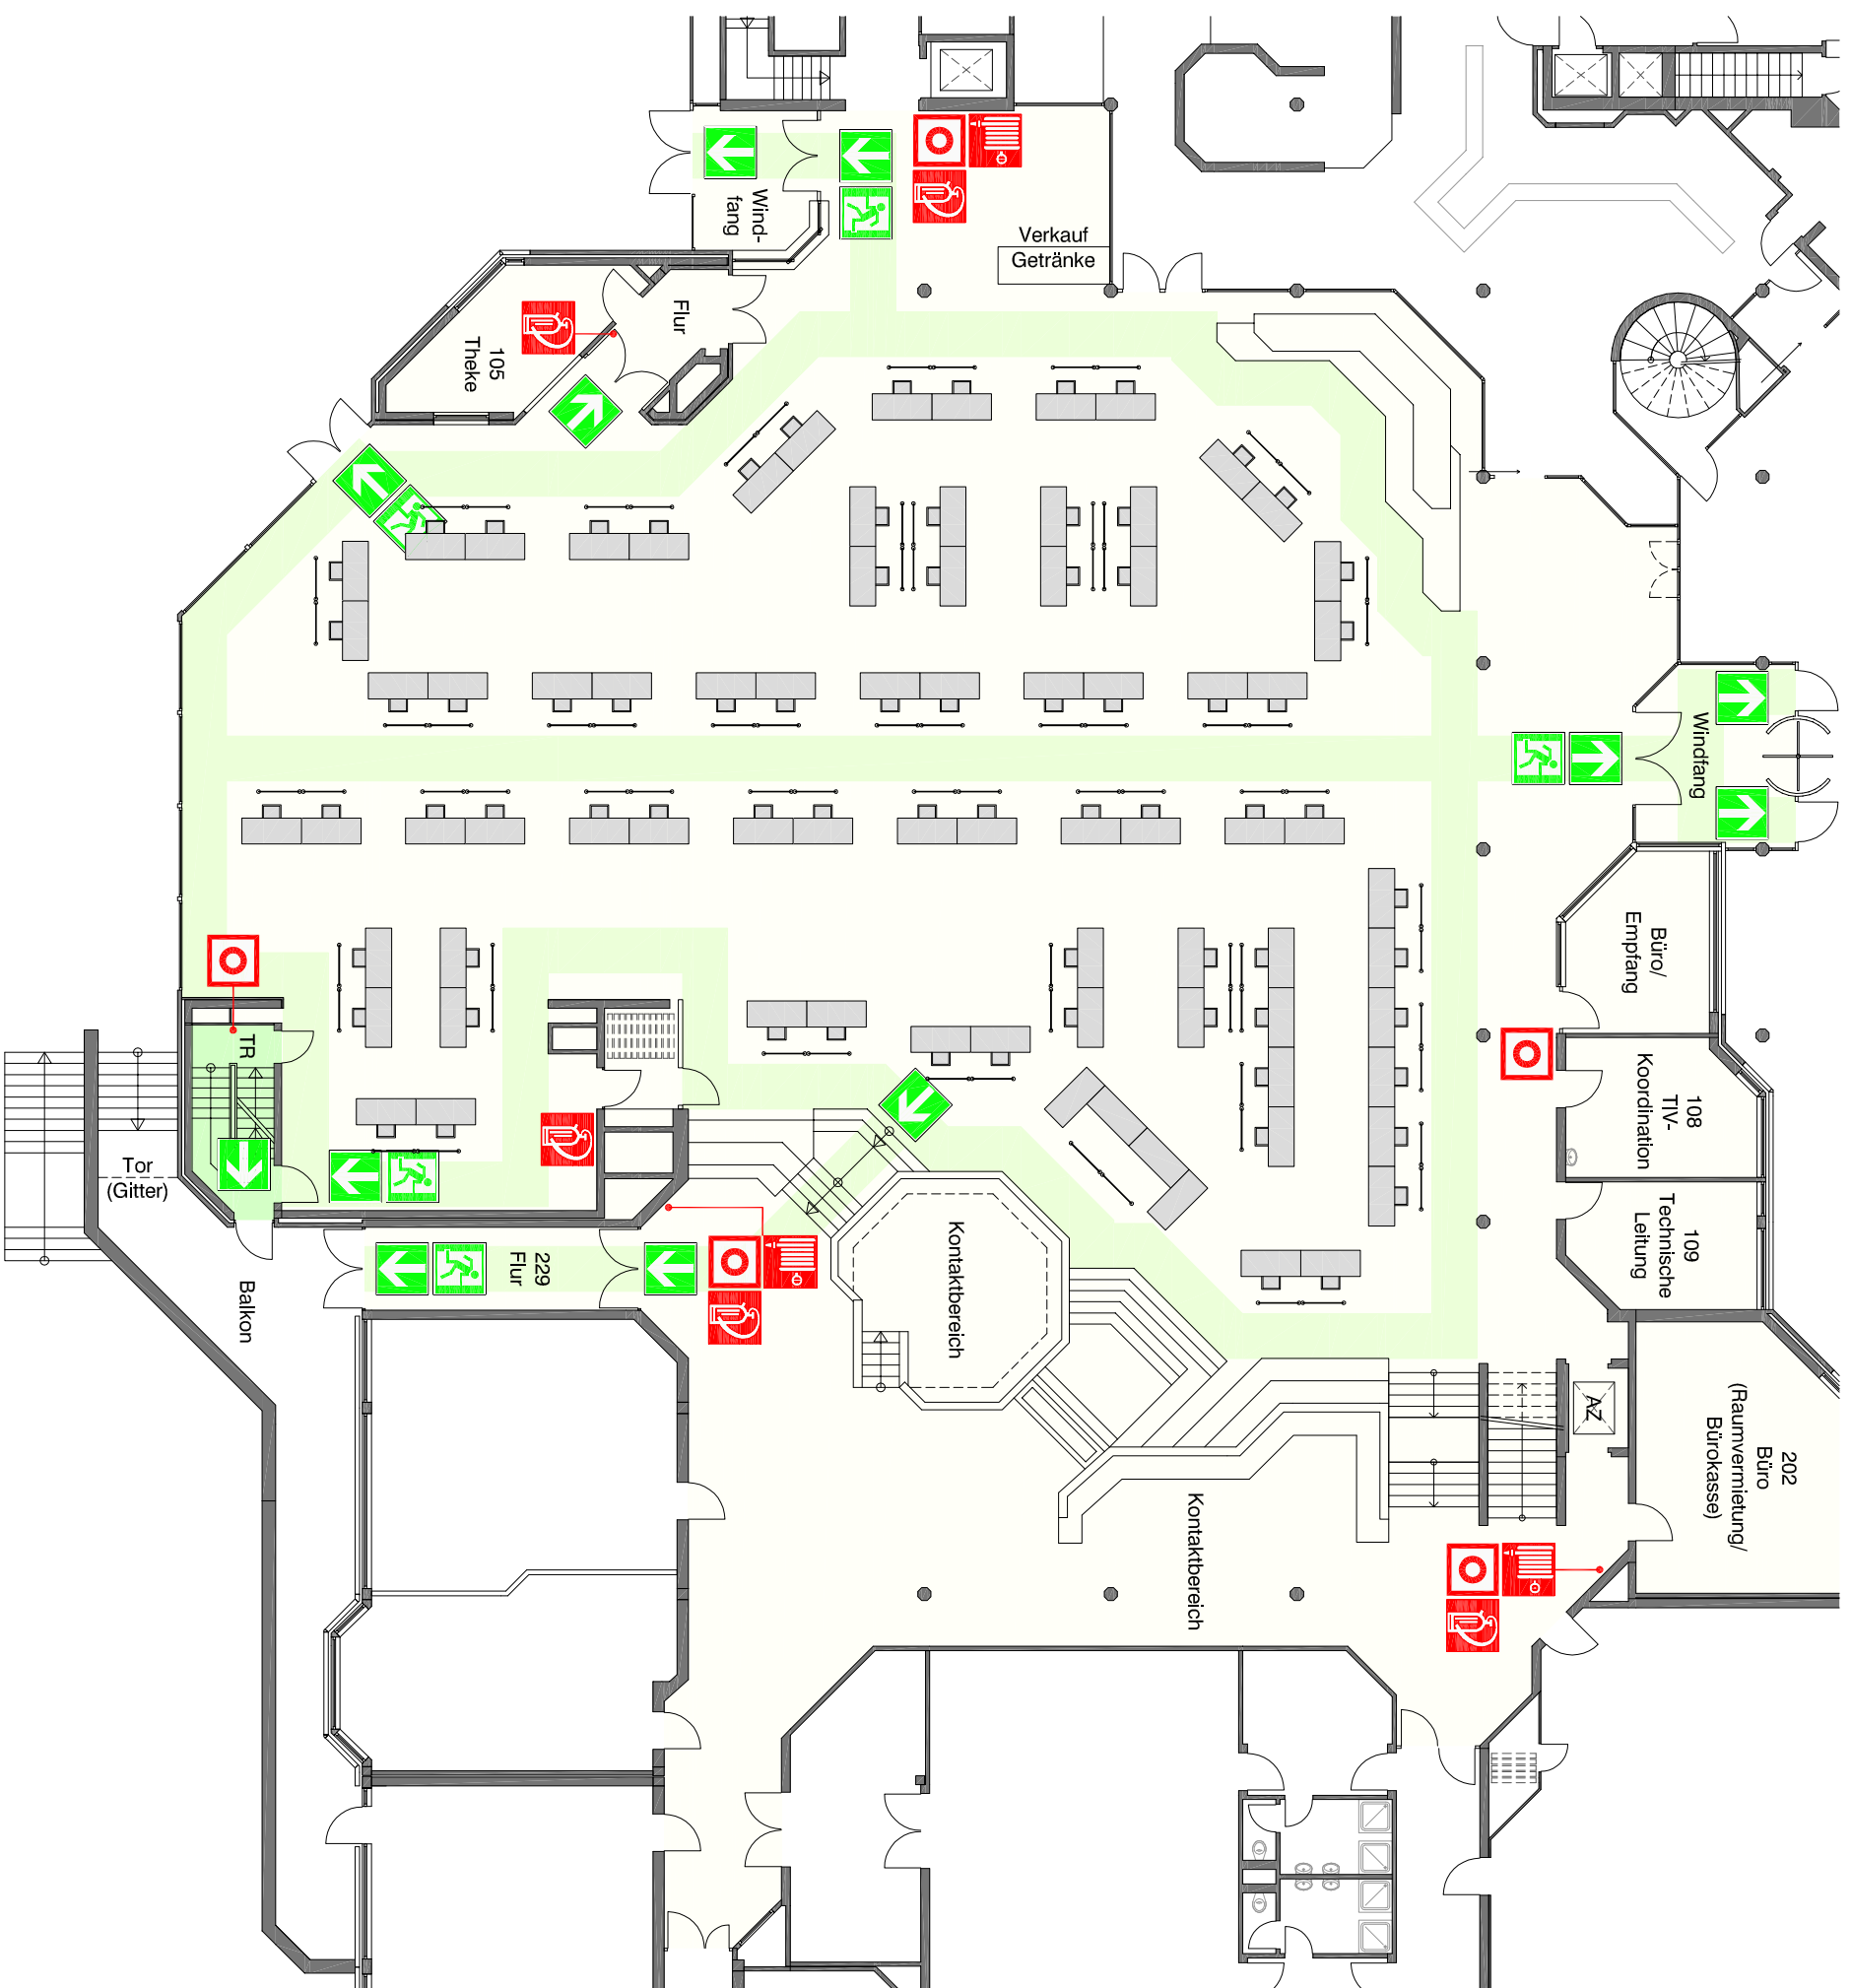 Wind-
fang
Verkauf
Getränke
Flur
105
Theke
Windfang
Büro/
Empfang
TR
108
TIV-
Koordination
Tor
(Gitter)
109
Technische
Leitung
229
Flur
Balkon
Kontaktbereich
AZ
202
Büro
(Raumvermietung/
Bürokasse)
Kontaktbereich